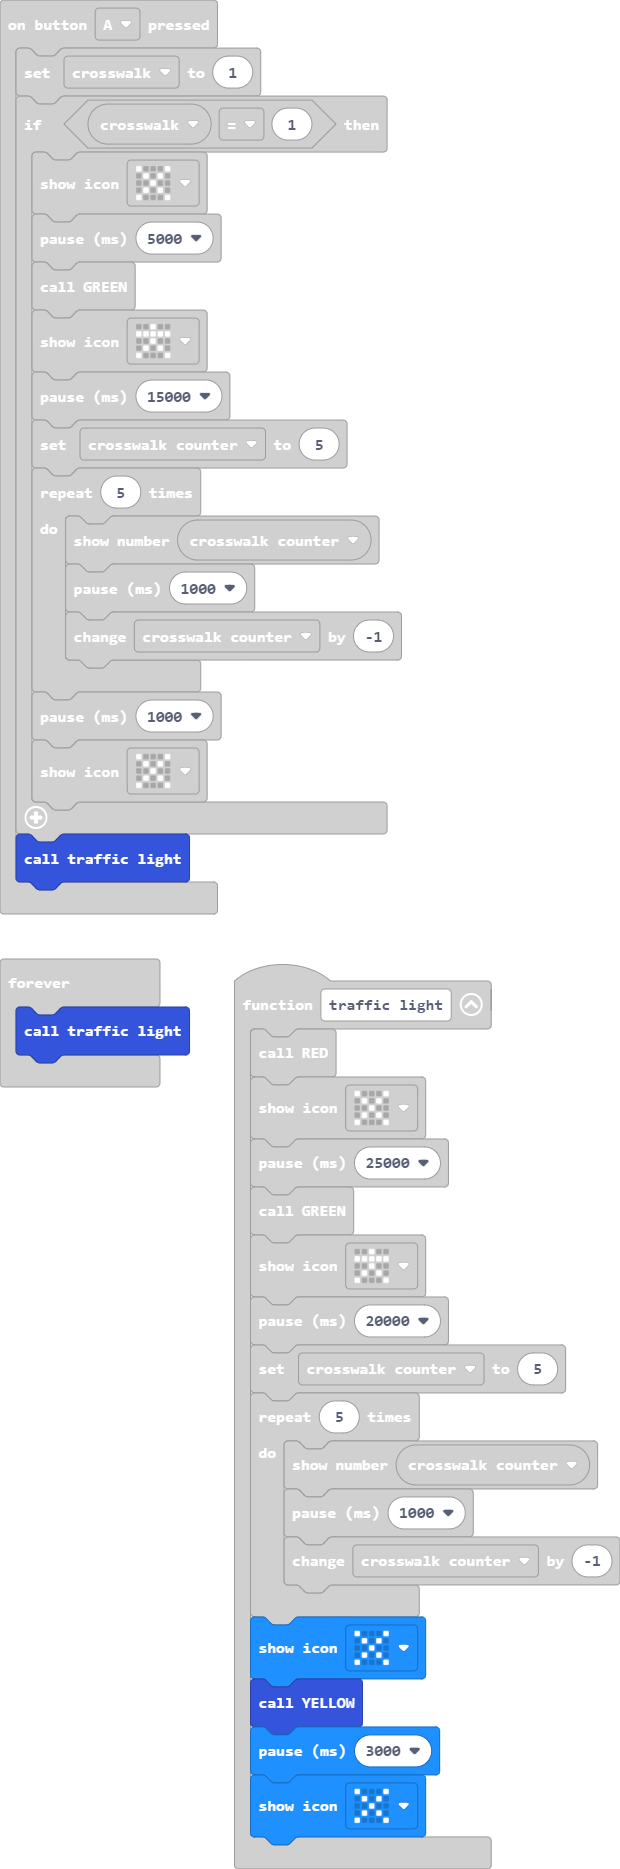 on button A pressed
set crosswalk to 1
if crosswalk = 1 then
show icon
pause (ms) 5000
call GREEN
show icon
pause (ms) 15000
set crosswalk counter to 5
repeat 5 times
do
show number crosswalk counter
pause (ms) 1000
change crosswalk counter by -1
pause (ms) 1000
show icon
call traffic light
forever
call traffic light
function traffic light
call RED
show icon
pause (ms) 25000
call GREEN
show icon
pause (ms) 20000
set crosswalk counter to 5
repeat 5 times
do
show number crosswalk counter
pause (ms) 1000
change crosswalk counter by -1
show icon
call YELLOW
pause (ms) 3000
show icon